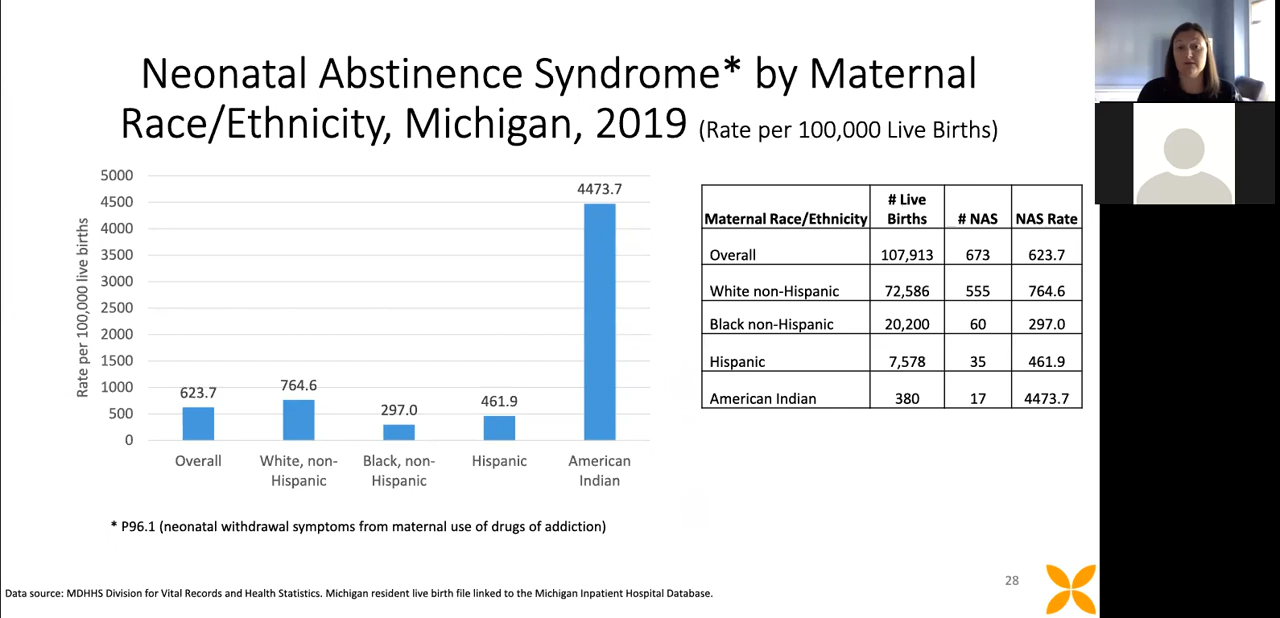 Neonatal Abstinence Syndrome* by Maternal
Race/Ethnicity, Michigan, 2019 (Rate per 100,000 Live Births)
Rate per 100,000 live births
5000
4500
4000
3500
3000
2500
2000
1500
1000
500
0
623.7
764.6
297.0
461.9
4473.7
Overall
White, non-
Hispanic
Black, non-
Hispanic
Hispanic
American
Indian
Maternal Race/Ethnicity # Live Births # NAS NAS Rate
Overall 107,913 673 623.7
White non-Hispanic 72,586 555 764.6
Black non-Hispanic 20,200 60 297.0
Hispanic 7,578 35 461.9
American Indian 380 17 4473.7
* P96.1 (neonatal withdrawal symptoms from maternal use of drugs of addiction)
28
Data source: MDHHS Division for Vital Records and Health Statistics. Michigan resident live birth file linked to the Michigan Inpatient Hospital Database.